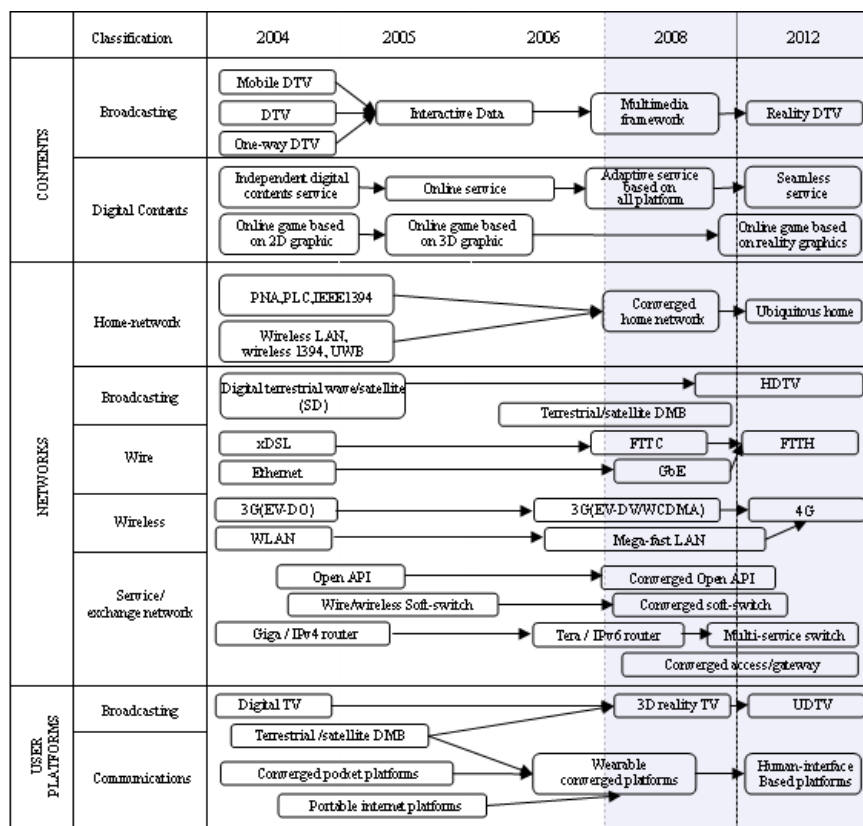 Classification 2004 2005 2006 2008 2012
CONTENTS
Broadcasting
Mobile DTV
DTV
One-way DTV
Interactive Data
Multimedia
framework
Reality DTV
Digital Contents
Independent digital
contents service
Online service
Adaptive service
based on
all platform
Seamless
service
Online game based
on 2D graphic
Online game based
on 3D graphic
Online game based
on reality graphics
NETWORKS
Home-network
PNA,PLC,IEEE1394
Wireless LAN,
wireless 1394, UWB
Converged
home network
Ubiquitous home
Broadcasting
Digital terrestrial wave/satellite
(SD)
HDTV
Terrestrial/satellite DMB
Wire
xDSL
FTTC
FTTH
Ethernet
GbE
Wireless
3G(EV-DO)
3G(EV-DV/WCDMA)
4G
WLAN
Mega-fast LAN
Service/
exchange network
Open API
Converged Open API
Wire/wireless Soft-switch
Converged soft-switch
Giga / IPv4 router
Tera / IPv6 router
Multi-service switch
Converged access/gateway
USER
PLATFORMS
Broadcasting
Digital TV
3D reality TV
UDTV
Communications
Terrestrial /satellite DMB
Converged pocket platforms
Portable internet platforms
Wearable
converged platforms
Human-interface
Based platforms